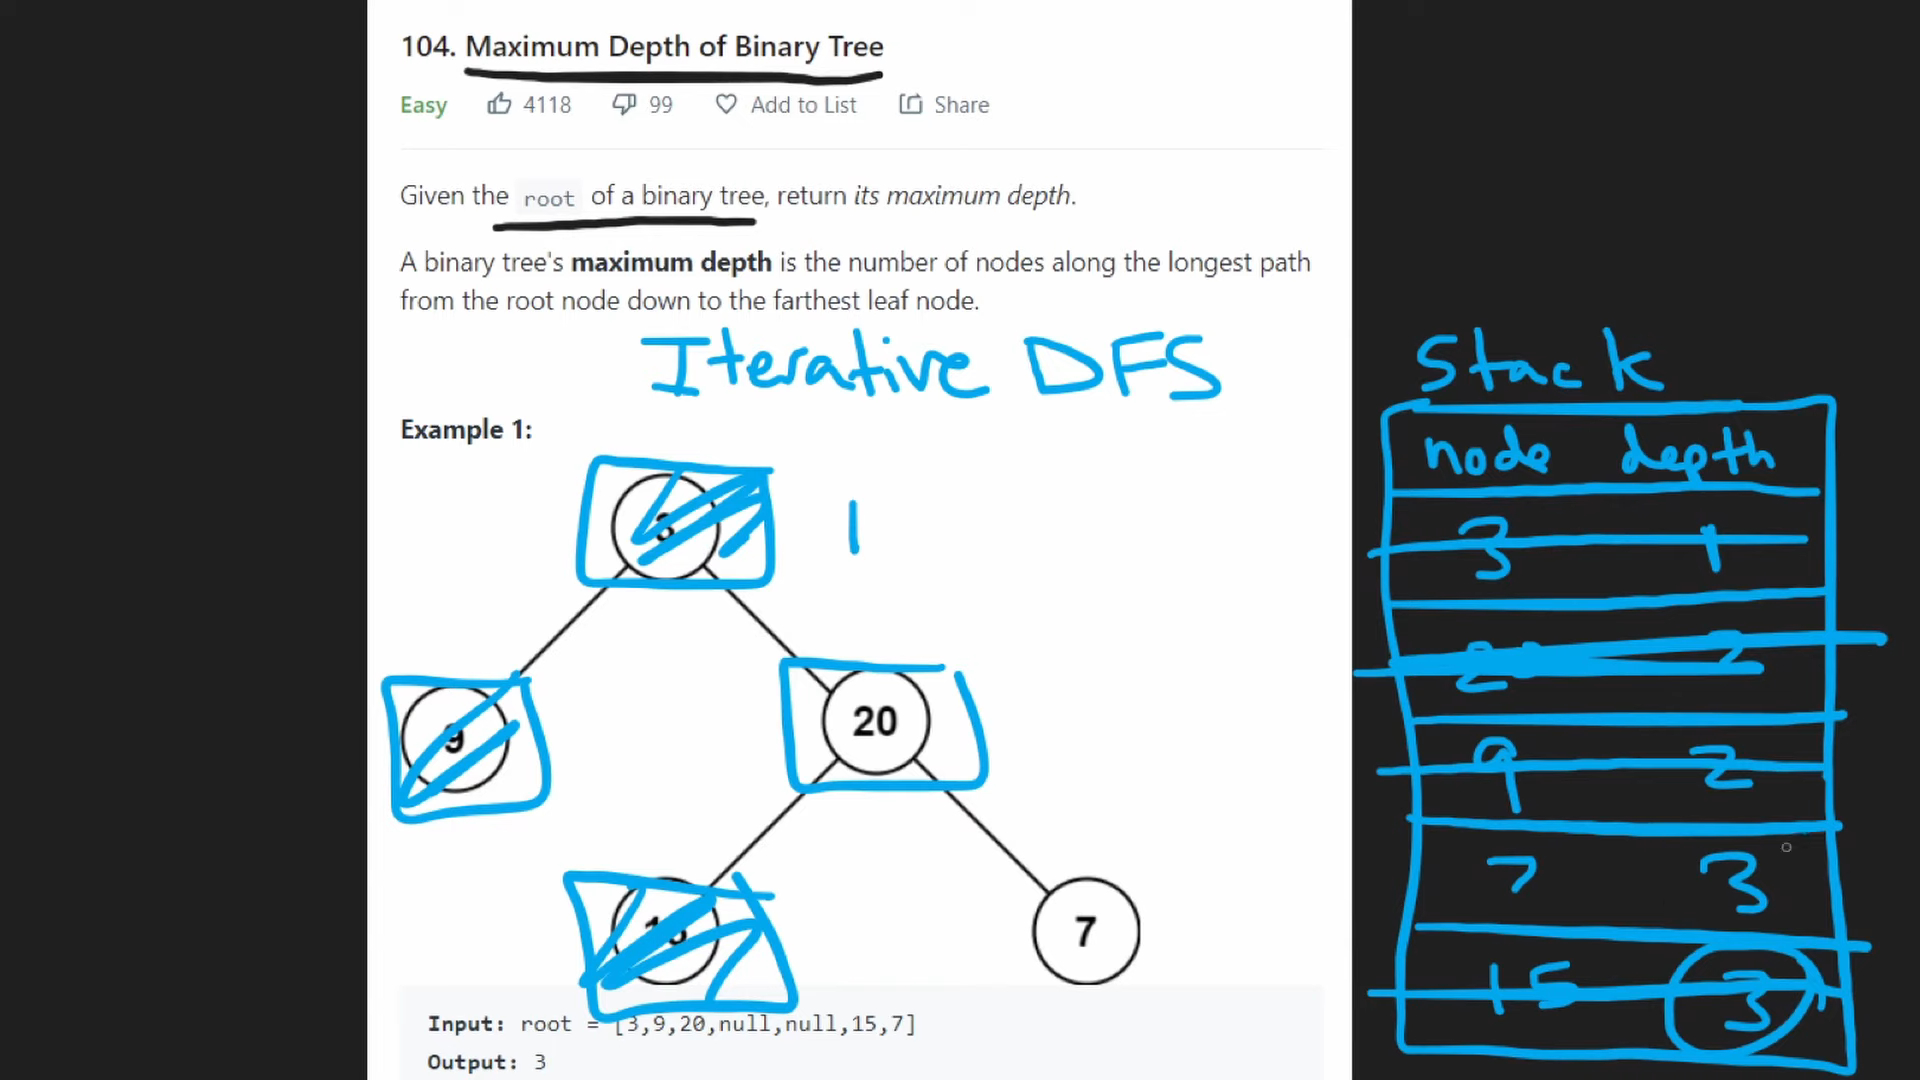 104. Maximum Depth of Binary Tree
Easy 4118 99 Add to List Share
Given the root of a binary tree, return its maximum depth.
A binary tree's maximum depth is the number of nodes along the longest path
from the root node down to the farthest leaf node.
Iterative DFS
Example 1:
3 1
9 20
15 7
Input: root = [3,9,20,null,null,15,7]
Output: 3
Stack
node depth
3 1
20 2
9 2
7 3
15 3